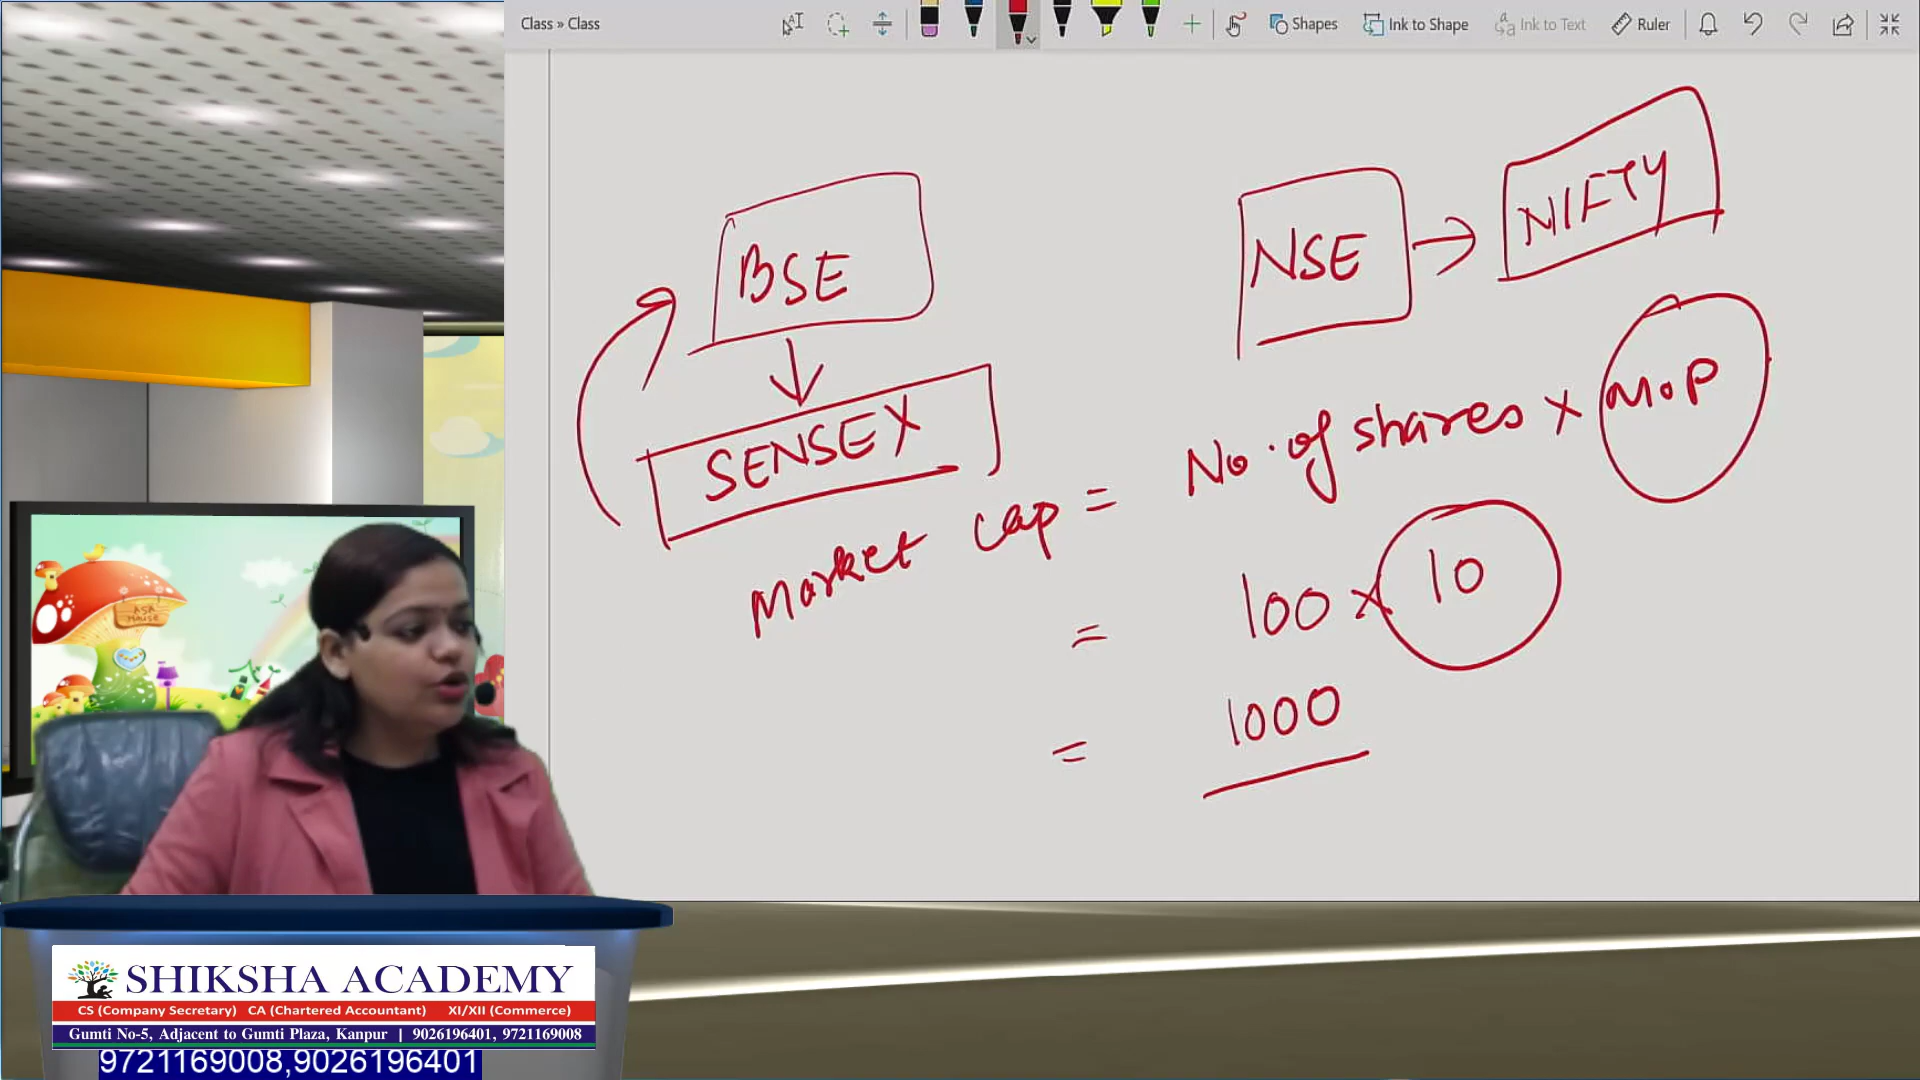 Class » Class
Shapes
Ink to Shape
Ink to Text
Ruler
BSE
NSE
NIFTY
SENSEX
Market cap = No. of shares × M.P
= 100 × 10
= 1000
ASA
House
SHIKSHA ACADEMY
CS (Company Secretary) CA (Chartered Accountant) XI/XII (Commerce)
Gumti No-5, Adjacent to Gumti Plaza, Kanpur | 9026196401, 9721169008
9721169008,9026196401